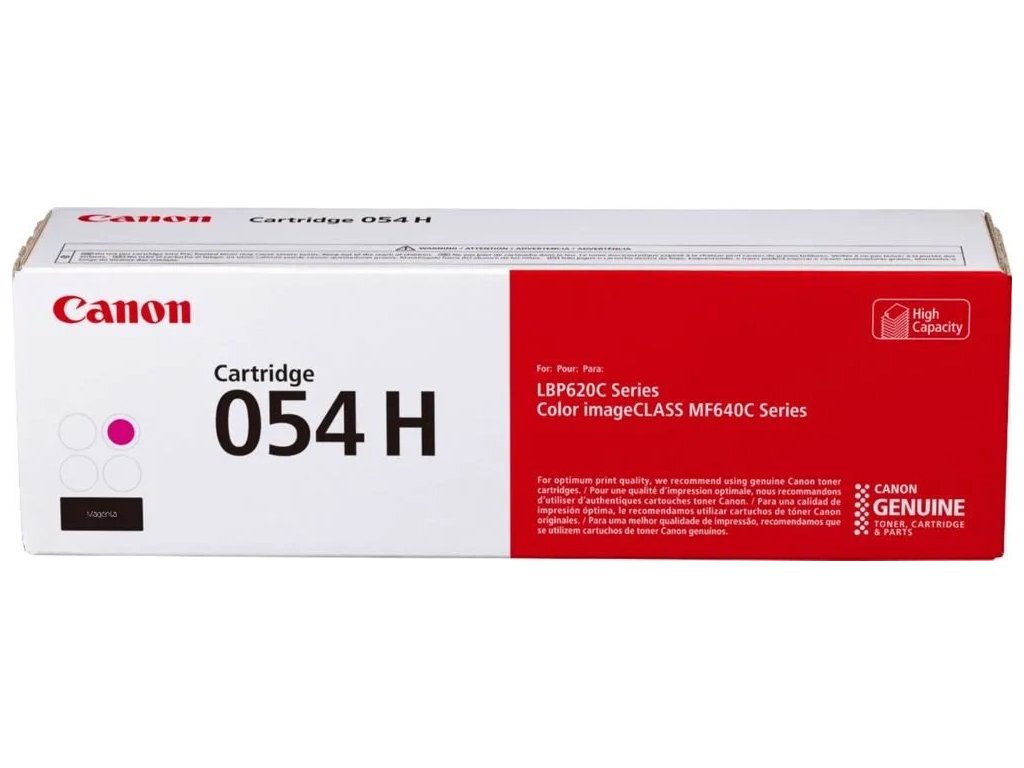 Canon Cartridge 054 H
WARNING / ATTENTION / ADVERTENCIA / ADVERTÊNCIA
Canon
High
Capacity
Cartridge
054 H
For: Pour: Para:
LBP620C Series
Color imageCLASS MF640C Series
Magenta
For optimum print quality, we recommend using genuine Canon toner
cartridges. / Pour une qualité d'impression optimale, nous recommandons
d'utiliser d'authentiques cartouches toner Canon. / Para una calidad de
impresión óptima, le recomendamos utilizar cartuchos de tóner Canon
originales. / Para uma melhor qualidade de impressão, recomendamos que
se utilizem cartuchos de toner Canon genuínos.
CANON
GENUINE
TONER, CARTRIDGE
& PARTS